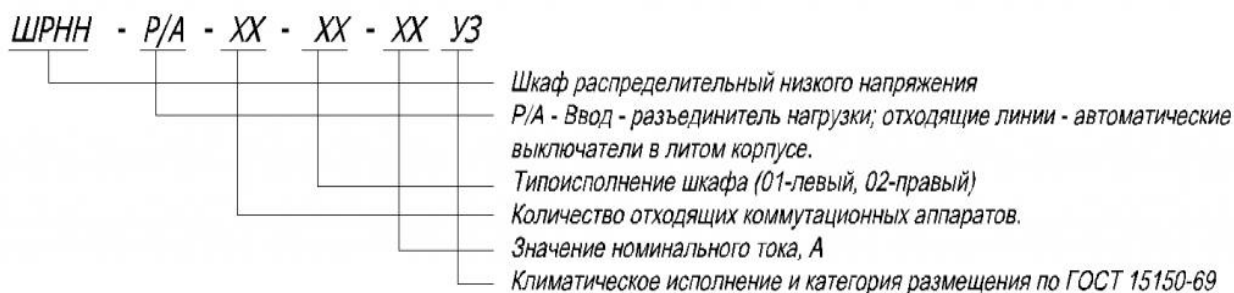 ШРНН - Р/А - ХХ - ХХ - ХХ У3
Шкаф распределительный низкого напряжения
Р/А - Ввод - разъединитель нагрузки; отходящие линии - автоматические
выключатели в литом корпусе.
Типоисполнение шкафа (01-левый, 02-правый)
Количество отходящих коммутационных аппаратов.
Значение номинального тока, А
Климатическое исполнение и категория размещения по ГОСТ 15150-69